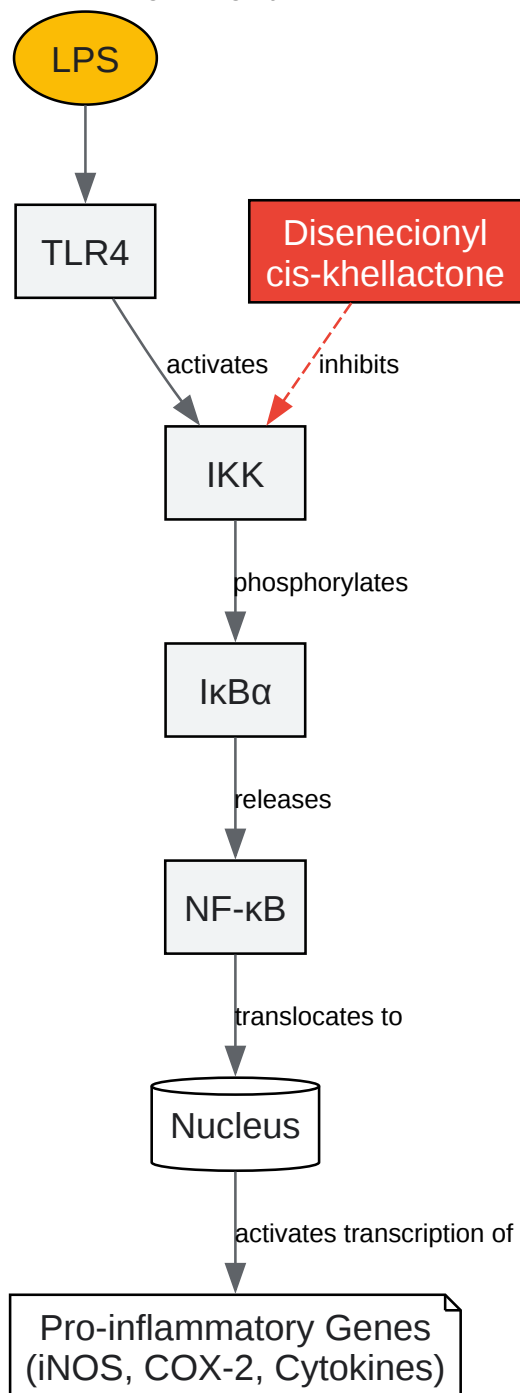 LPS
TLR4
Disenecionyl
cis-khellactone
activates
inhibits
IKK
phosphorylates
IκBα
releases
NF-κB
translocates to
Nucleus
activates transcription of
Pro-inflammatory Genes
(iNOS, COX-2, Cytokines)